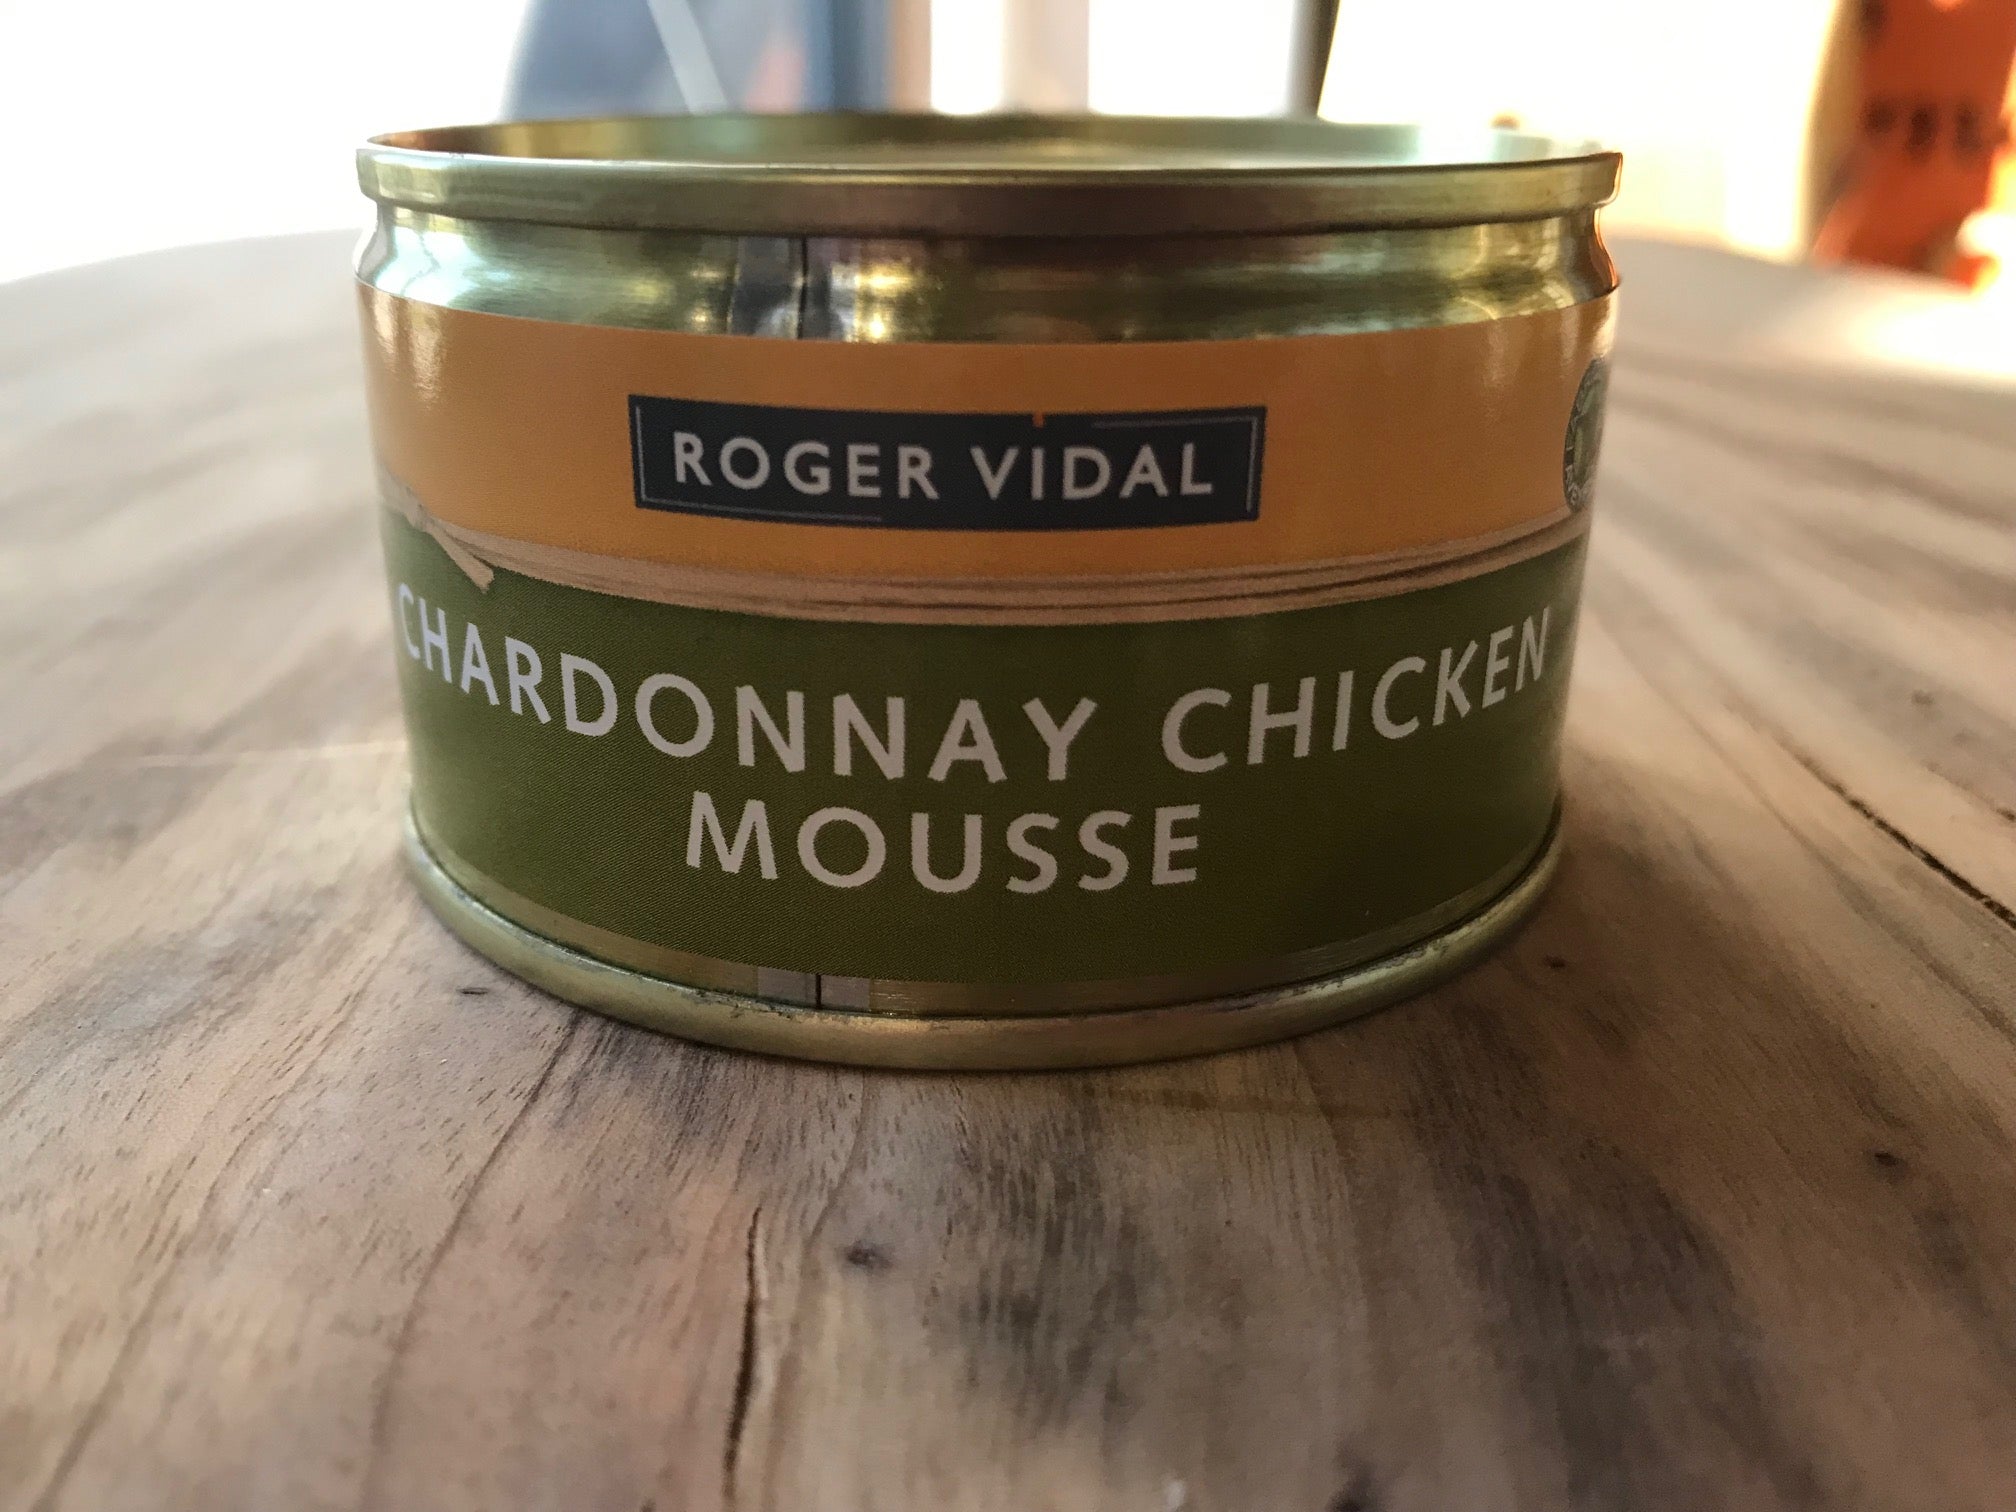 ROGER VIDAL
CHARDONNAY CHICKEN
MOUSSE